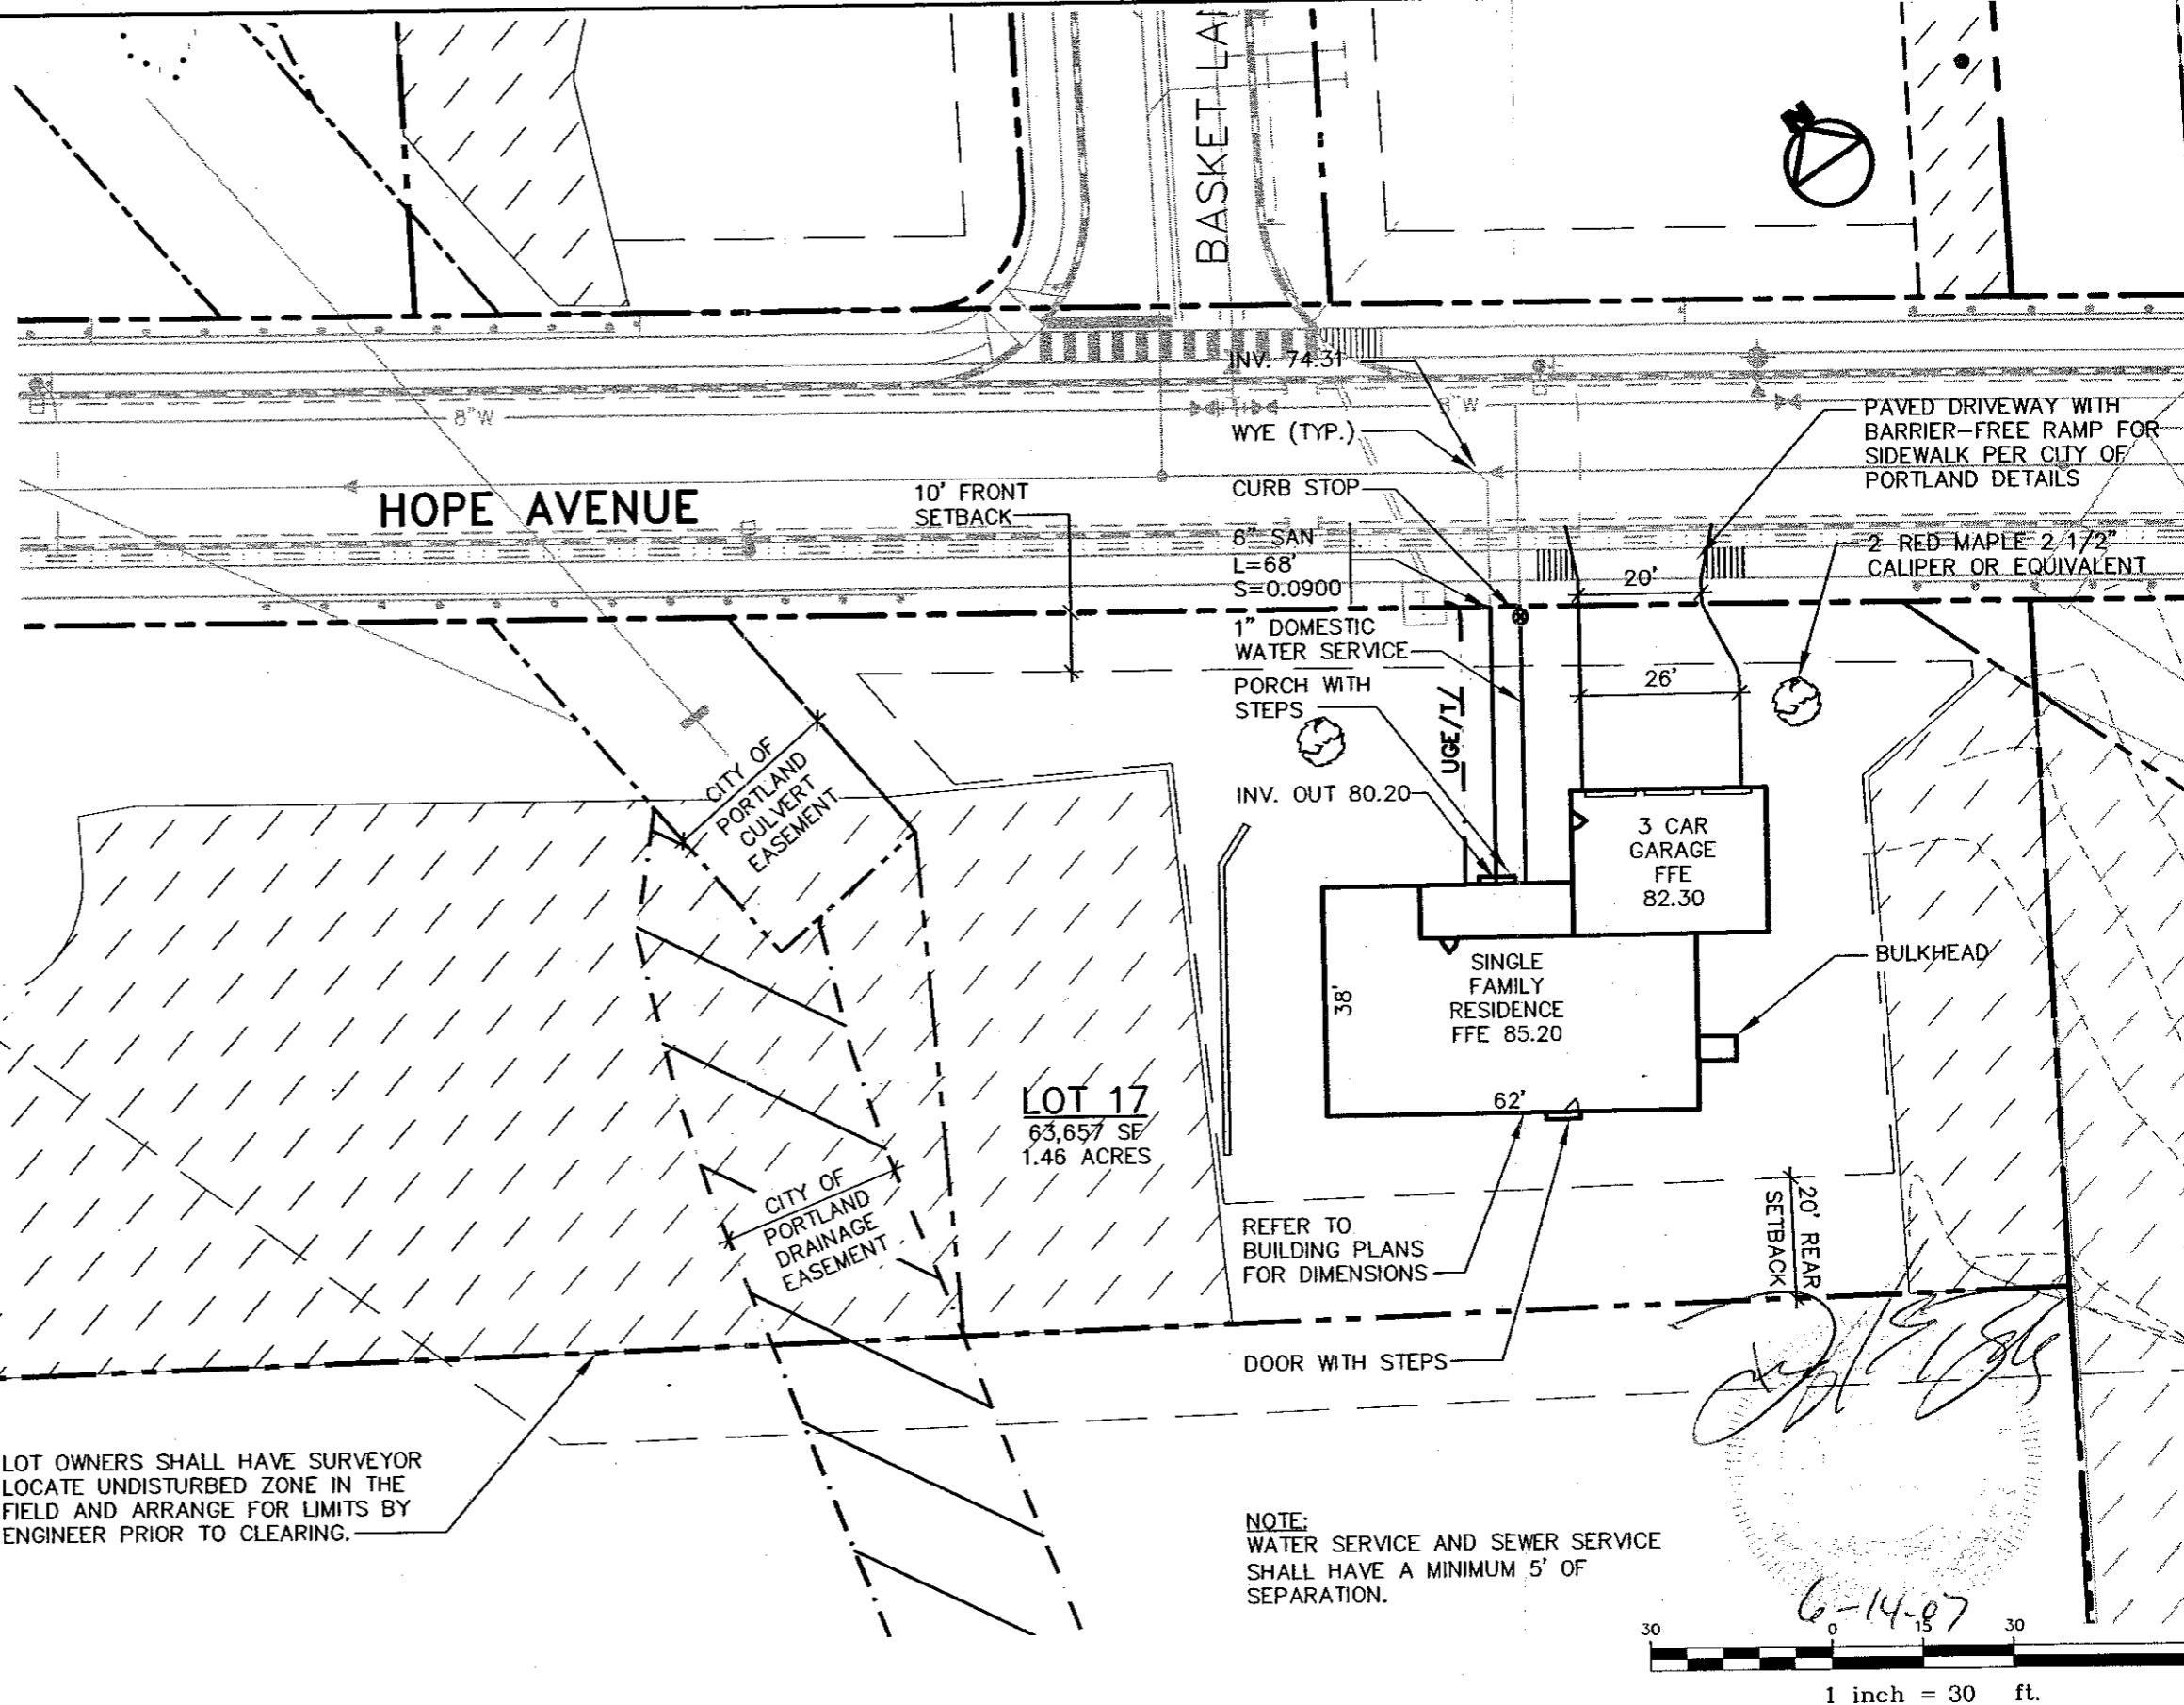 BASKET LA
N
INV. 74.31
8"W
8"W
WYE (TYP.)
PAVED DRIVEWAY WITH
BARRIER-FREE RAMP FOR
SIDEWALK PER CITY OF
PORTLAND DETAILS
HOPE AVENUE
10' FRONT
SETBACK
CURB STOP
6" SAN
L=68'
S=0.0900
2-RED MAPLE 2 1/2"
CALIPER OR EQUIVALENT
20'
T
1" DOMESTIC
WATER SERVICE
26'
PORCH WITH
STEPS
UGE/T/
CITY OF
PORTLAND
CULVERT
EASEMENT
INV. OUT 80.20
3 CAR
GARAGE
FFE
82.30
BULKHEAD
SINGLE
FAMILY
RESIDENCE
FFE 85.20
38'
62'
LOT 17
63,657 SF
1.46 ACRES
CITY OF
PORTLAND
DRAINAGE
EASEMENT
20' REAR
SETBACK
REFER TO
BUILDING PLANS
FOR DIMENSIONS
DOOR WITH STEPS
LOT OWNERS SHALL HAVE SURVEYOR
LOCATE UNDISTURBED ZONE IN THE
FIELD AND ARRANGE FOR LIMITS BY
ENGINEER PRIOR TO CLEARING.
NOTE:
WATER SERVICE AND SEWER SERVICE
SHALL HAVE A MINIMUM 5' OF
SEPARATION.
6-14-07
30 0 15 30
1 inch = 30 ft.